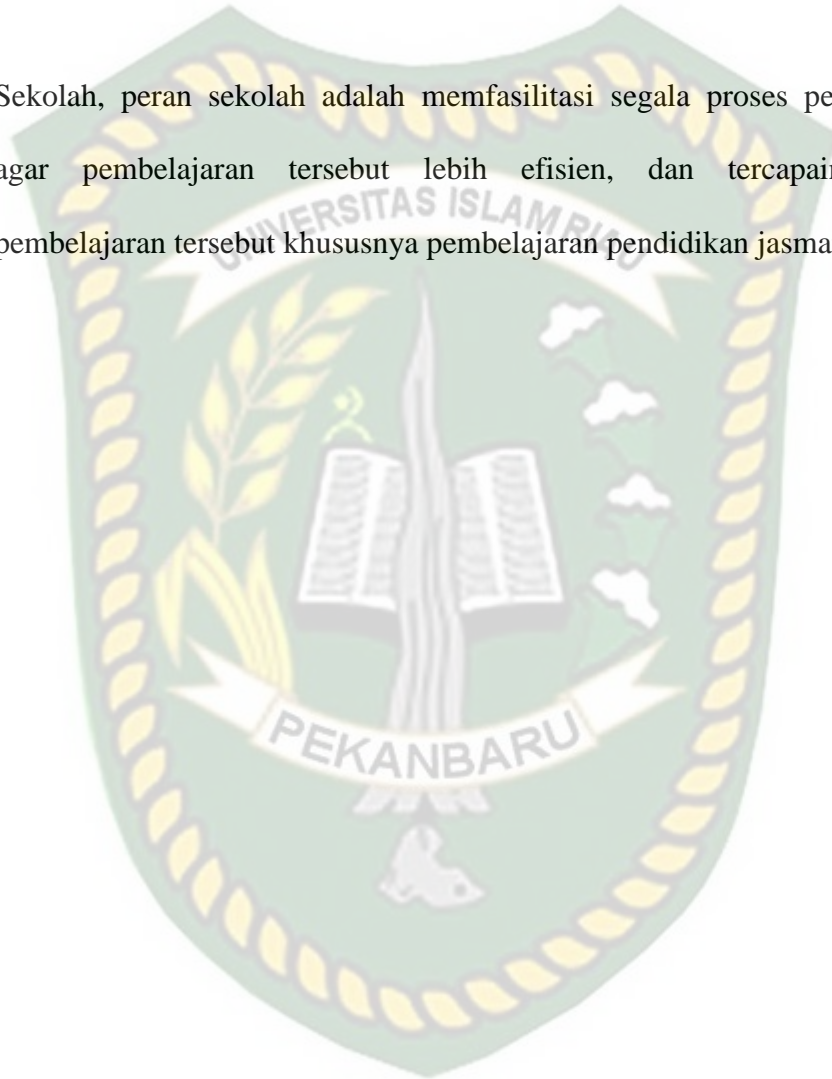 Sekolah, peran sekolah adalah memfasilitasi segala proses pe
agar pembelajaran tersebut lebih efisien, dan tercapai
pembelajaran tersebut khususnya pembelajaran pendidikan jasma
UNIVERSITAS ISLAM RIAU
PEKANBARU